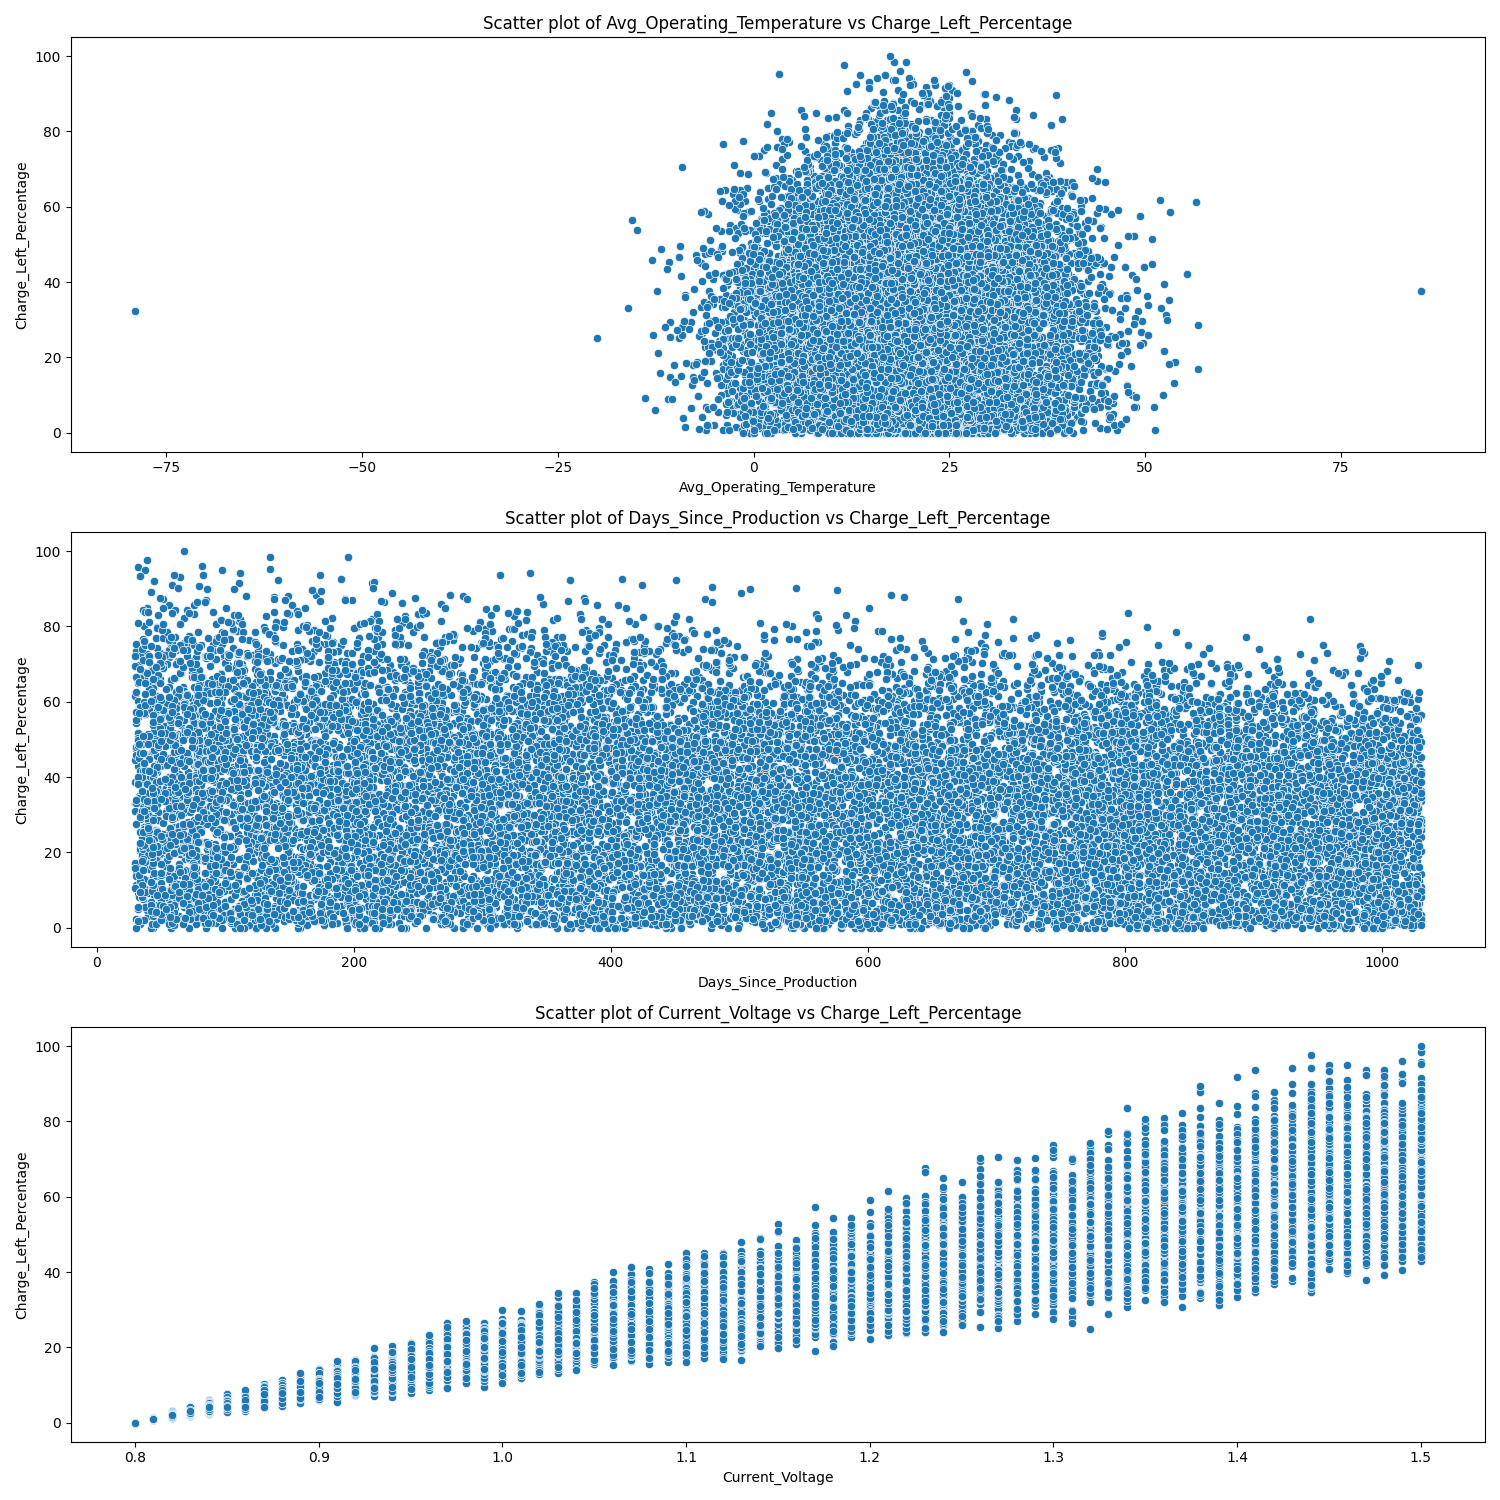 Scatter plot of Avg_Operating_Temperature vs Charge_Left_Percentage
Charge_Left_Percentage
100
80
60
40
20
0
−75 −50 −25 0 25 50 75
Avg_Operating_Temperature
Scatter plot of Days_Since_Production vs Charge_Left_Percentage
Charge_Left_Percentage
100
80
60
40
20
0
0 200 400 600 800 1000
Days_Since_Production
Scatter plot of Current_Voltage vs Charge_Left_Percentage
Charge_Left_Percentage
100
80
60
40
20
0
0.8 0.9 1.0 1.1 1.2 1.3 1.4 1.5
Current_Voltage